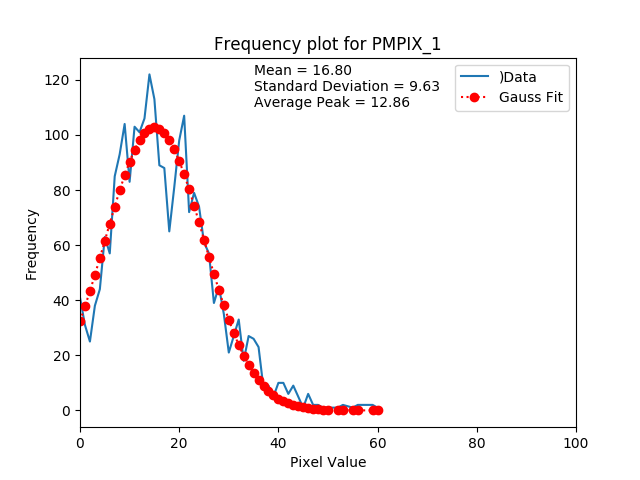 Frequency plot for PMPIX_1
Mean = 16.80
Standard Deviation = 9.63
Average Peak = 12.86
)Data
Gauss Fit
Frequency
120
100
80
60
40
20
0
0 20 40 60 80 100
Pixel Value